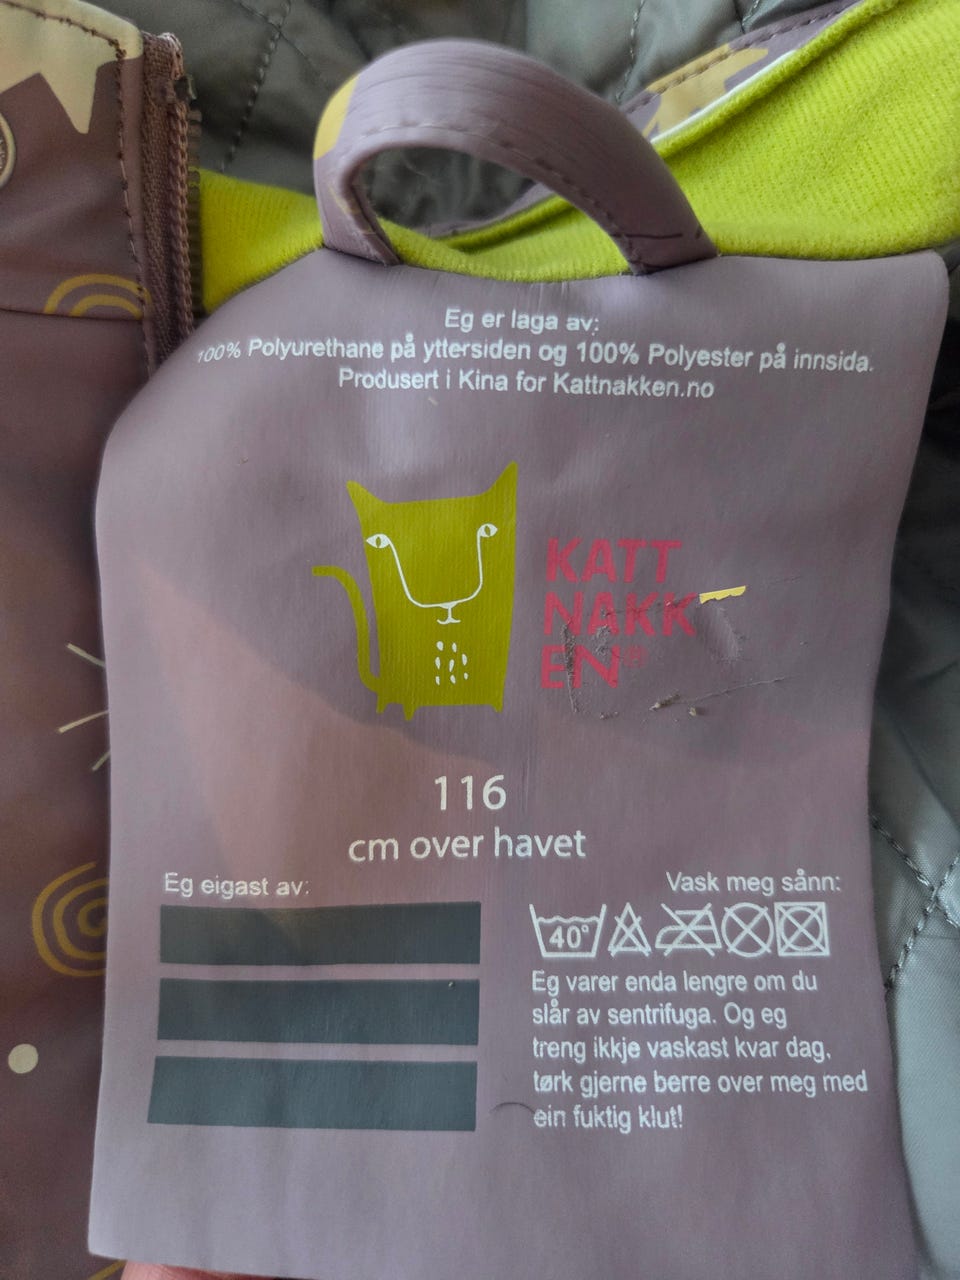 Eg er laga av:
100% Polyurethane på yttersiden og 100% Polyester på innsida.
Produsert i Kina for Kattnakken.no
KATT
NAKK
EN®
116
cm over havet
Eg eigast av:
Vask meg sånn:
40°
Eg varer enda lengre om du
slår av sentrifuga. Og eg
treng ikkje vaskast kvar dag,
tørk gjerne berre over meg med
ein fuktig klut!